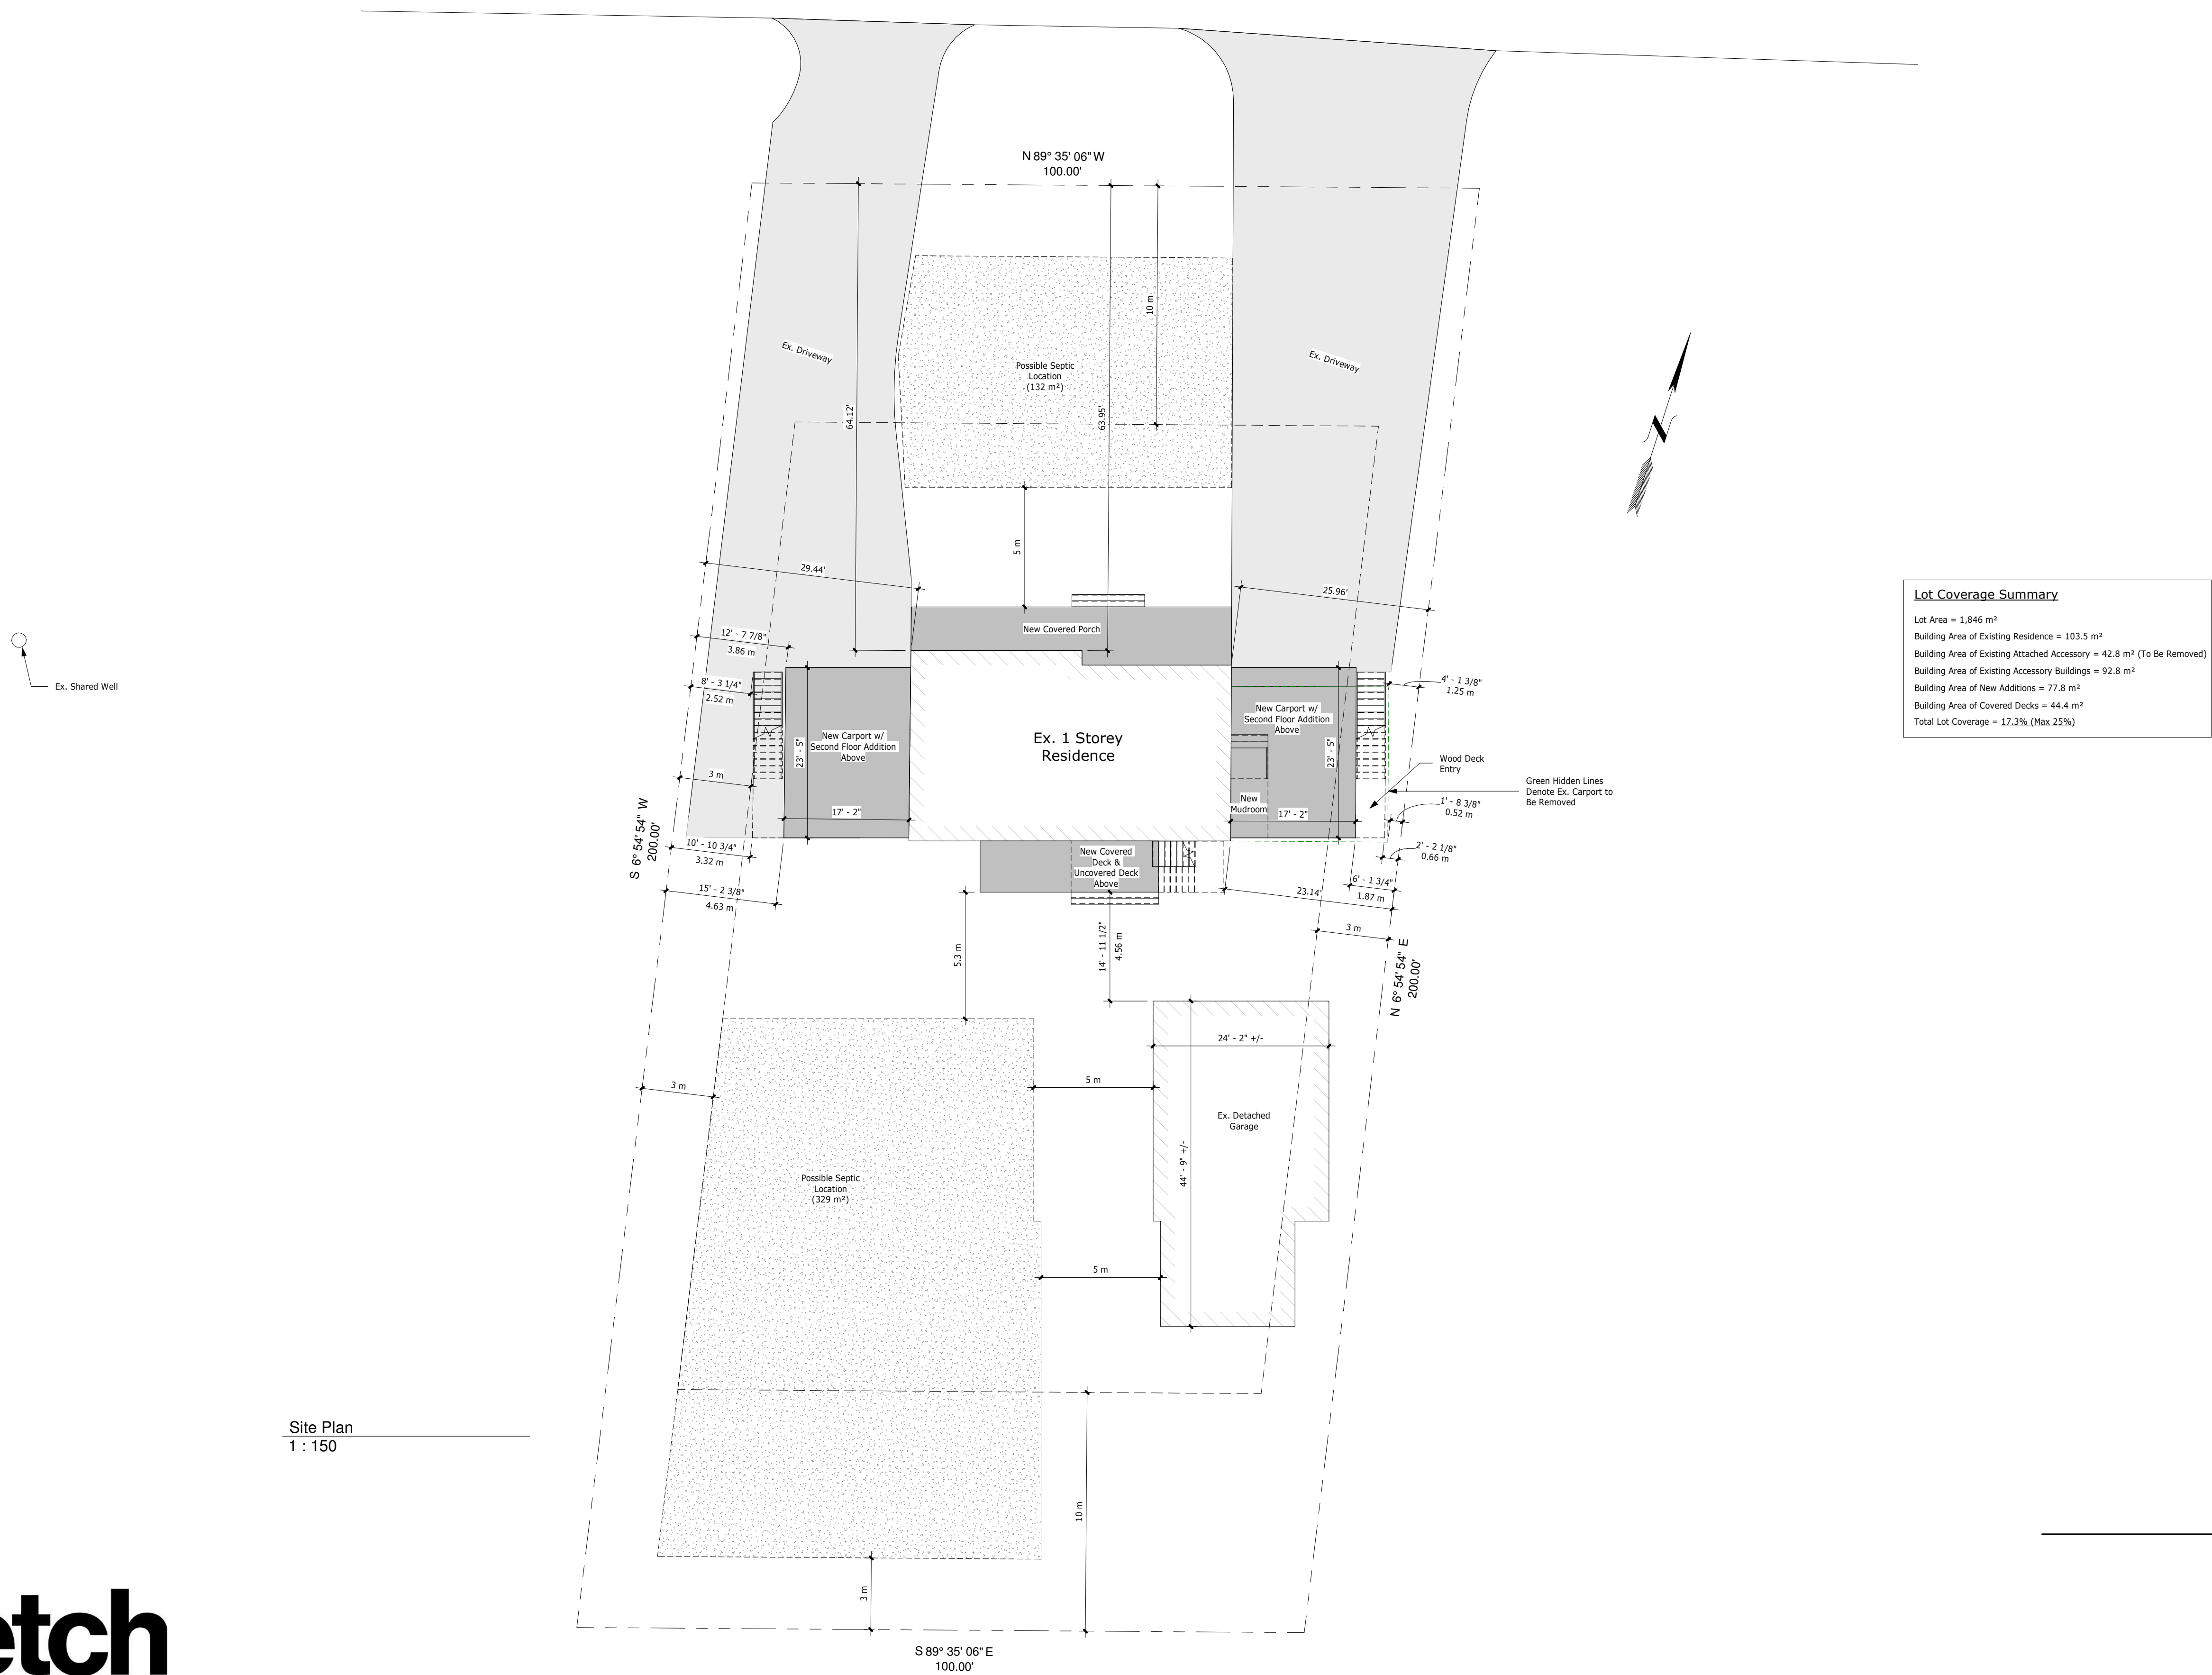 N 89° 35' 06" W
100.00'
10 m
Ex. Driveway
Ex. Driveway
Possible Septic
Location
(132 m²)
64.12'
63.95'
N
5 m
29.44'
25.96'
Lot Coverage Summary
Lot Area = 1,846 m²
Building Area of Existing Residence = 103.5 m²
Building Area of Existing Attached Accessory = 42.8 m² (To Be Removed)
Building Area of Existing Accessory Buildings = 92.8 m²
Building Area of New Additions = 77.8 m²
Building Area of Covered Decks = 44.4 m²
Total Lot Coverage = 17.3% (Max 25%)
New Covered Porch
12' - 7 7/8"
3.86 m
Ex. Shared Well
8' - 3 1/4"
2.52 m
4' - 1 3/8"
1.25 m
New Carport w/
Second Floor Addition
Above
23' - 5"
Ex. 1 Storey
Residence
New Carport w/
Second Floor Addition
Above
23' - 5"
Wood Deck
Entry
Green Hidden Lines
Denote Ex. Carport to
Be Removed
3 m
17' - 2"
New
Mudroom
17' - 2"
1' - 8 3/8"
0.52 m
S 6° 54' 54" W
200.00'
10' - 10 3/4"
3.32 m
2' - 2 1/8"
0.66 m
New Covered
Deck &
Uncovered Deck
Above
15' - 2 3/8"
4.63 m
6' - 1 3/4"
1.87 m
23.14'
3 m
5.3 m
14' - 11 1/2"
4.56 m
N 6° 54' 54" E
200.00'
24' - 2" +/-
3 m
5 m
Ex. Detached
Garage
44' - 9" +/-
Possible Septic
Location
(329 m²)
5 m
Site Plan
1 : 150
10 m
3 m
etch
S 89° 35' 06" E
100.00'